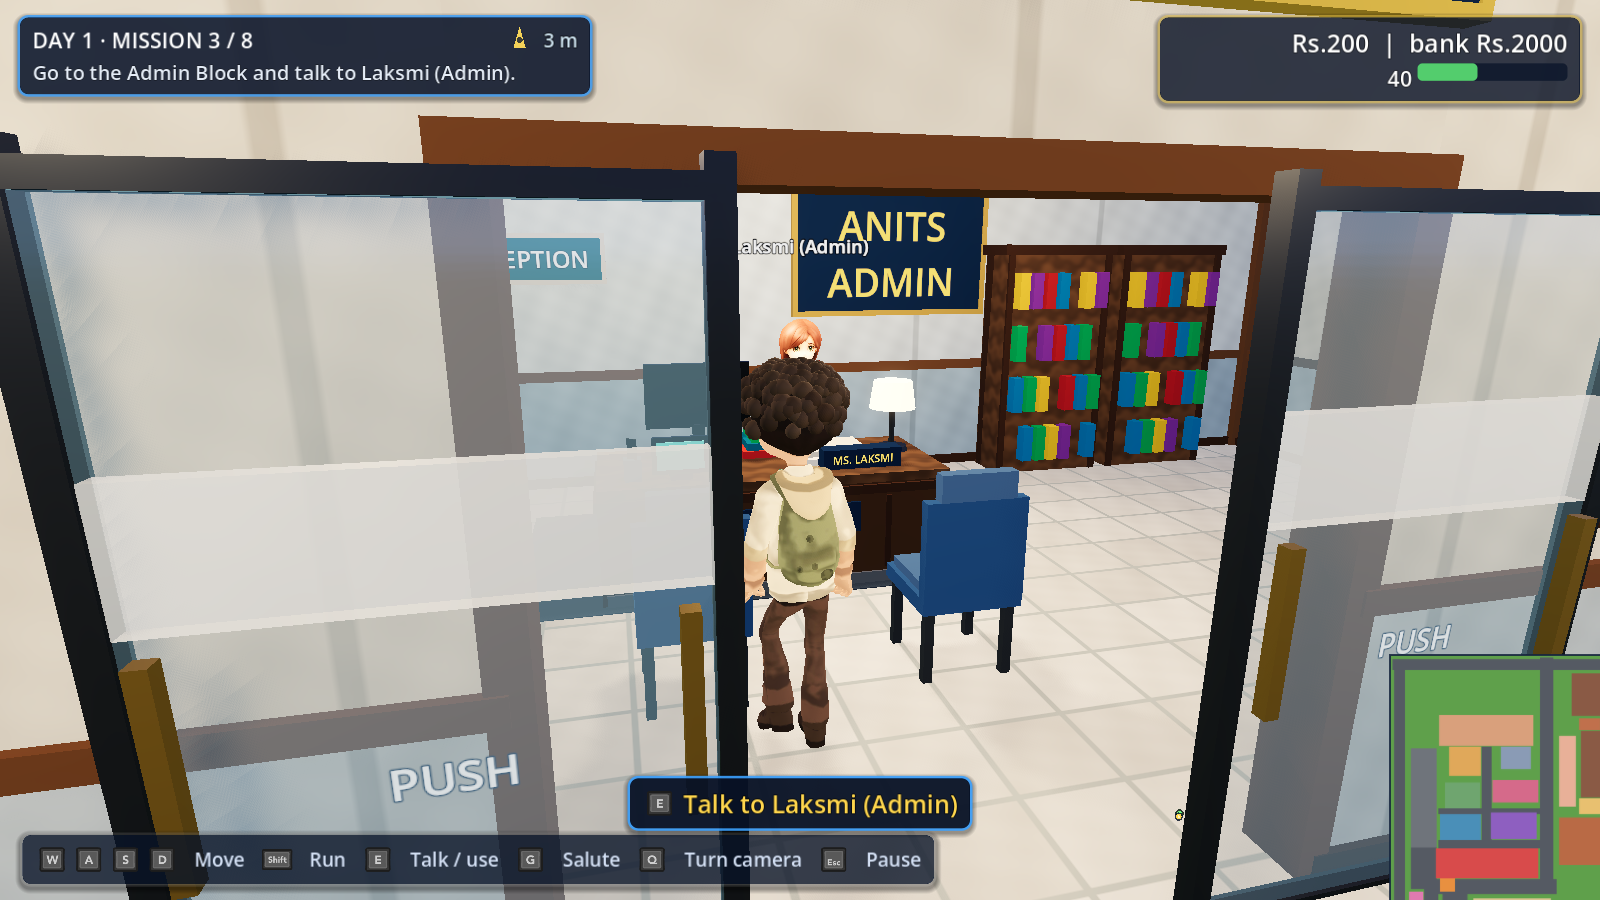 DAY 1 · MISSION 3 / 8
3 m
Go to the Admin Block and talk to Laksmi (Admin).
Rs.200 | bank Rs.2000
40
EPTION
ANITS
ADMIN
aksmi (Admin)
MS. LAKSMI
PUSH
PUSH
E Talk to Laksmi (Admin)
W A S D Move Shift Run E Talk / use G Salute Q Turn camera Esc Pause